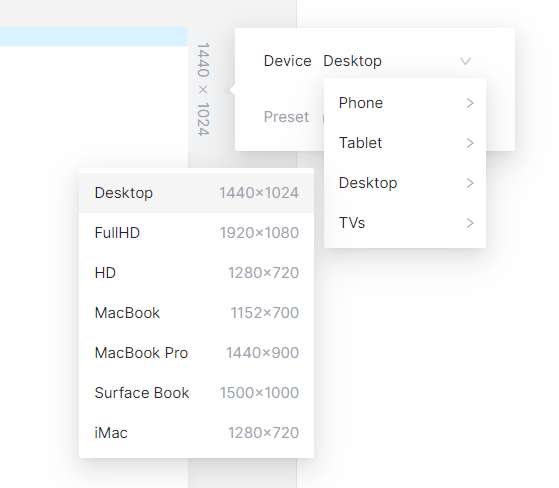 1440 × 1024
Device Desktop
Preset
Phone
Tablet
Desktop
TVs
Desktop 1440×1024
FullHD 1920×1080
HD 1280×720
MacBook 1152×700
MacBook Pro 1440×900
Surface Book 1500×1000
iMac 1280×720